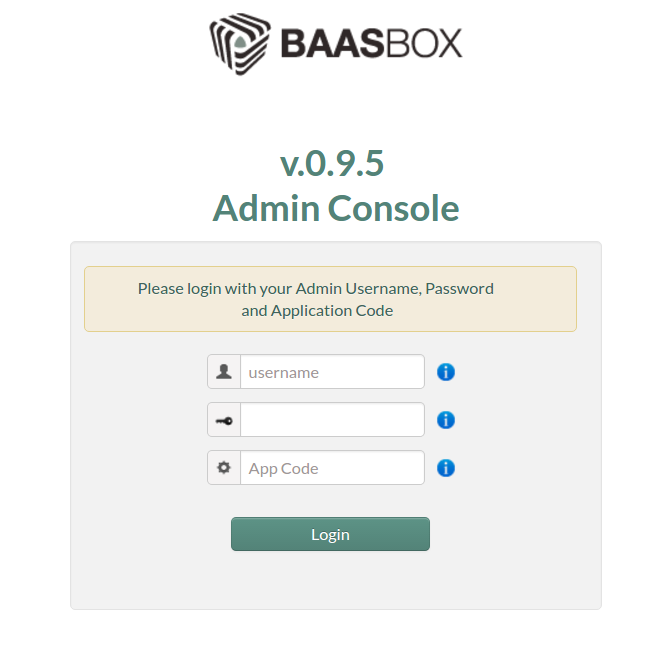 BAASBOX
v.0.9.5
Admin Console
Please login with your Admin Username, Password
and Application Code
username
App Code
Login